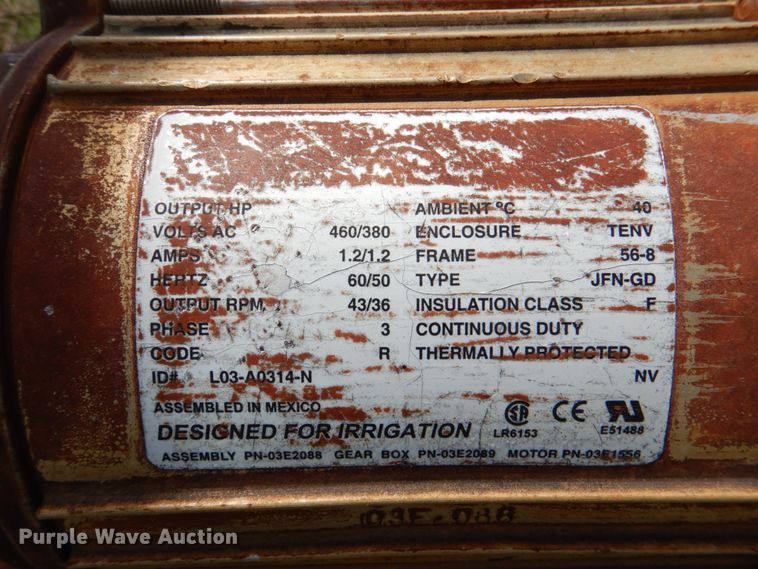 OUTPUT HP AMBIENT ºC 40
VOLTS AC 460/380 ENCLOSURE TENV
AMPS 1.2/1.2 FRAME 56-8
HERTZ 60/50 TYPE JFN-GD
OUTPUT RPM 43/36 INSULATION CLASS F
PHASE 3 CONTINUOUS DUTY
CODE R THERMALLY PROTECTED
ID# L03-A0314-N NV
ASSEMBLED IN MEXICO
DESIGNED FOR IRRIGATION LR6153 CE E51488
ASSEMBLY PN-03E2088 GEAR BOX PN-03E2089 MOTOR PN-03E1556
03E-088
Purple Wave Auction